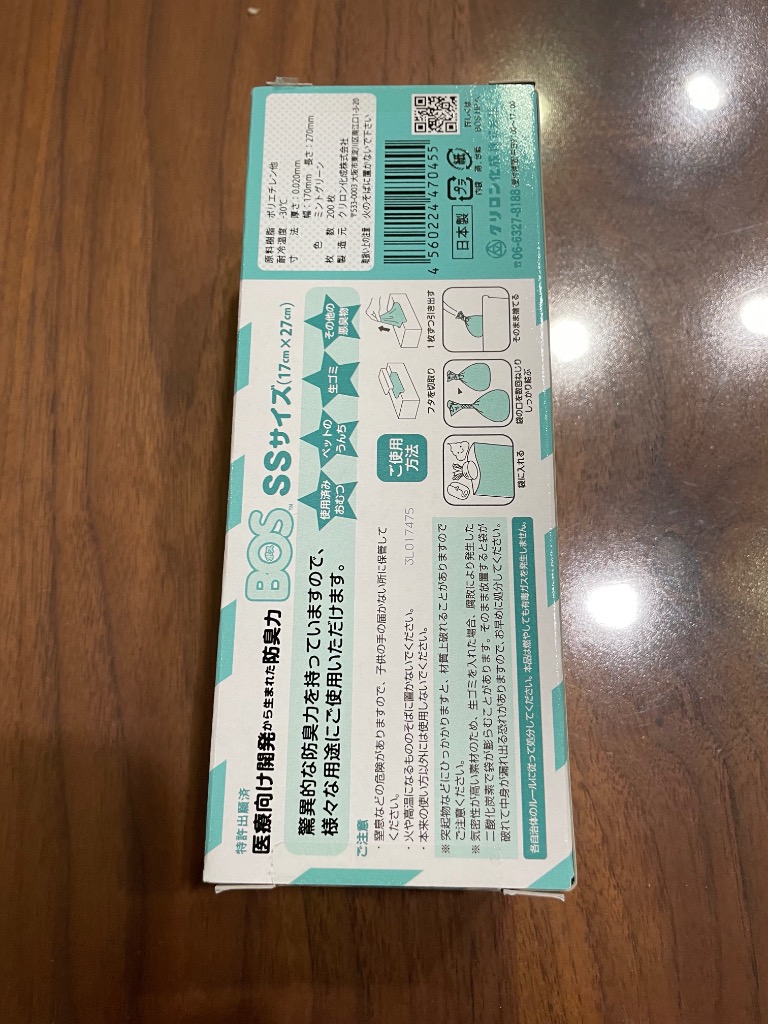 特許出願済
医療向け開発から生まれた防臭力 BOS SSサイズ(17cm×27cm)
驚異的な防臭力を持っていますので、
様々な用途にご使用いただけます。
使用済み
おむつ
ペットの
うんち
生ゴミ
その他の
悪臭物
ご注意
・窒息などの危険がありますので、子供の手の届かない所に保管して
ください。
・火や高温になるもののそばに置かないでください。
・本来の使い方以外には使用しないでください。
3L017475
※突起物などにひっかかりますと、材質上破れることがありますので
ご注意ください。
※気密性が高い素材のため、生ゴミを入れた場合、腐敗により発生した
二酸化炭素で袋が膨らむことがあります。そのまま放置すると袋が
破れて中身が漏れ出る恐れがありますので、お早めに処分してください。
各自治体のルールに従って処分してください。本品は燃やしても有毒ガスを発生しません。
ご使用
方法
フタを切取り
1枚ずつ引き出す
袋に入れる
袋の口を数回ねじり
しっかり結ぶ
そのまま捨てる
原料樹脂 ポリエチレン他
耐冷温度 -30℃
寸法 厚さ:0.020mm
幅:170mm 長さ:270mm
色 ミントグリーン
枚数 200枚
製造元 クリロン化成株式会社
〒533-0003 大阪市東淀川区南江口1-3-20
取扱い上の注意 火のそばに置かないで下さい
4 560224 470455
日本製
プラ
紙
クリロン化成株式会社
☎06-6327-8188